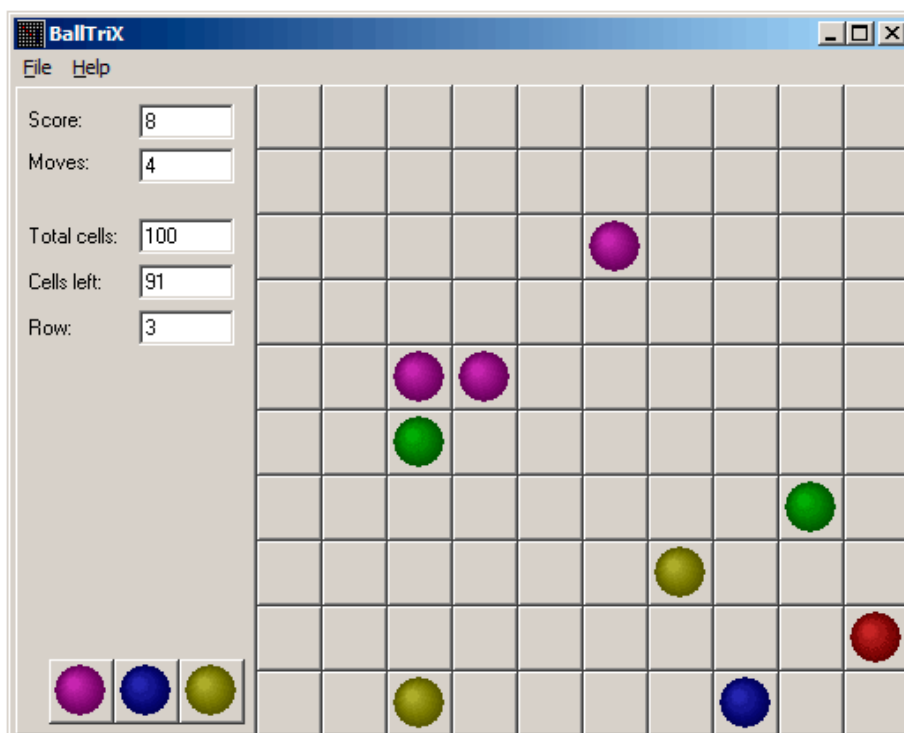 BallTriX
File Help
Score: 8
Moves: 4
Total cells: 100
Cells left: 91
Row: 3